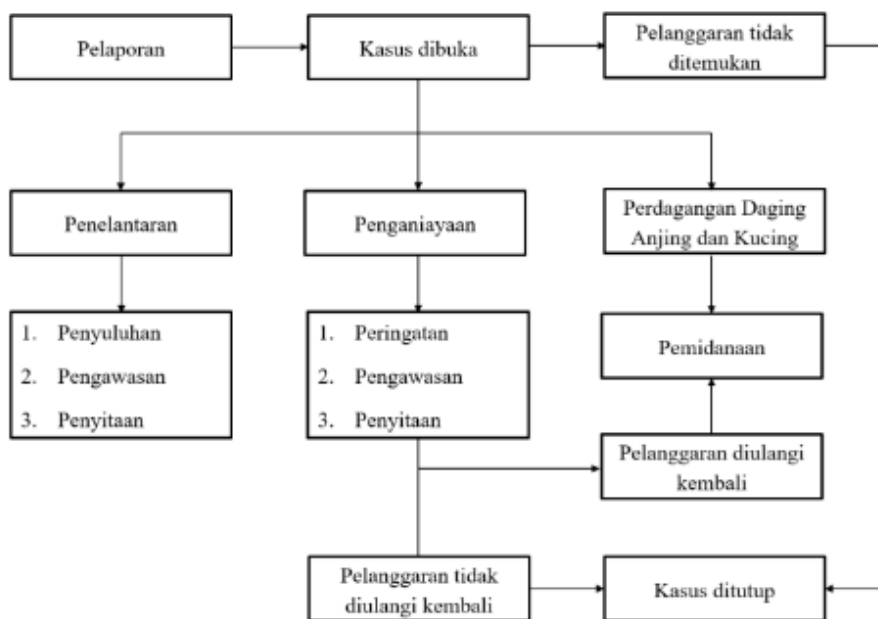 Pelaporan
Kasus dibuka
Pelanggaran tidak
ditemukan
Penelantaran
Penganiayaan
Perdagangan Daging
Anjing dan Kucing
1. Penyuluhan
2. Pengawasan
3. Penyitaan
1. Peringatan
2. Pengawasan
3. Penyitaan
Pemidanaan
Pelanggaran diulangi
kembali
Pelanggaran tidak
diulangi kembali
Kasus ditutup